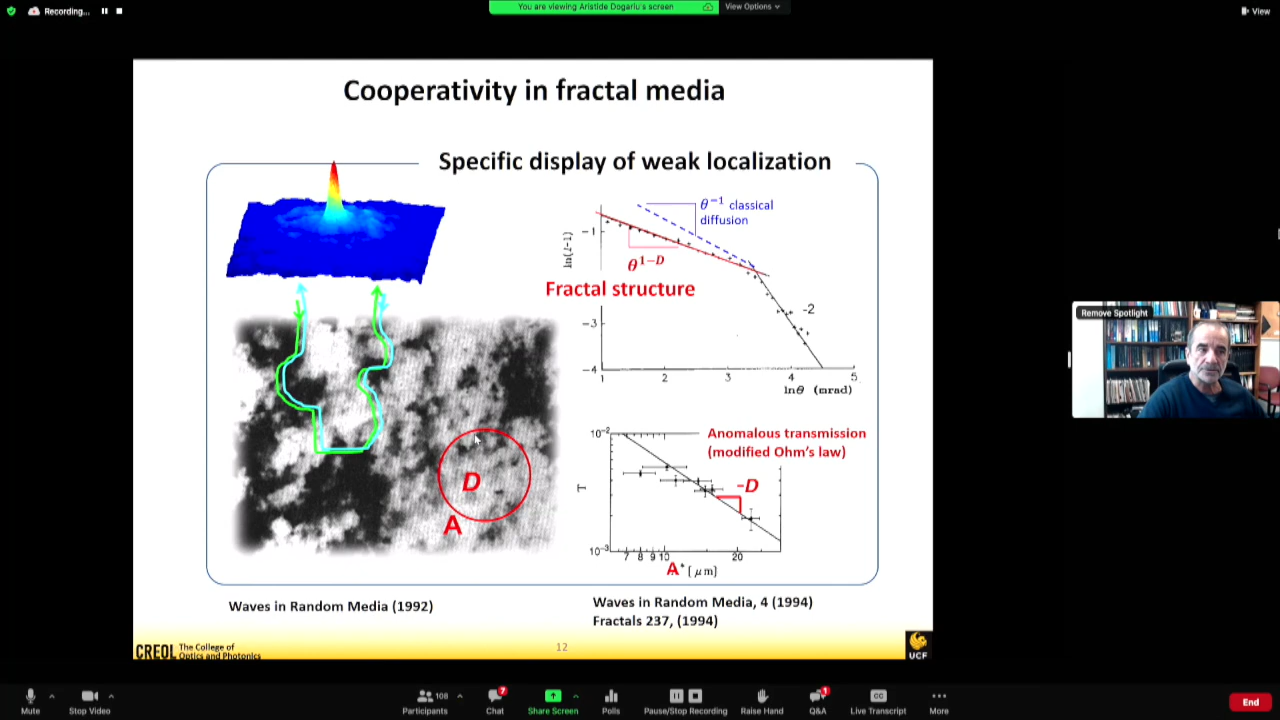 Recording...
You are viewing Aristide Dogariu's screen
View Options
View
Cooperativity in fractal media
Specific display of weak localization
θ⁻¹ classical
diffusion
ln(I-1)
-1
θ¹⁻ᴰ
Fractal structure
-2
-3
-4
1 2 3 4 5
lnθ (mrad)
Remove Spotlight
10⁻²
Anomalous transmission
(modified Ohm's law)
T
-D
D
A
10⁻³
7 8 9 10 20
A* [μm]
Waves in Random Media (1992)
Waves in Random Media, 4 (1994)
Fractals 237, (1994)
CREOL The College of
Optics and Photonics
12
UCF
Mute
Stop Video
108
Participants
7
Chat
Share Screen
Polls
Pause/Stop Recording
Raise Hand
1
Q&A
CC
Live Transcript
More
End